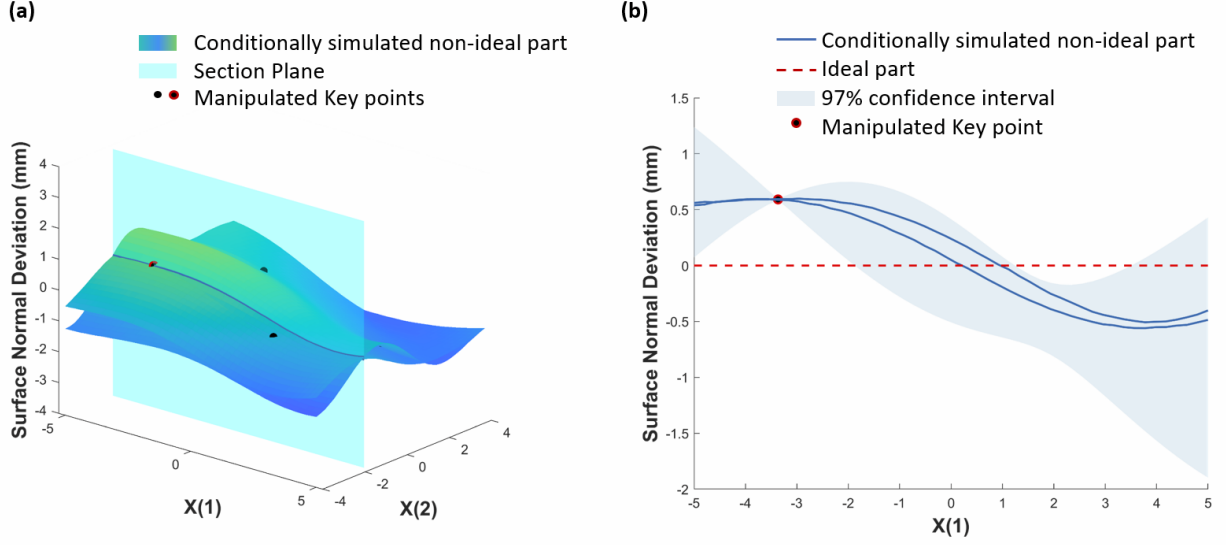 (a)
Conditionally simulated non-ideal part
Section Plane
Manipulated Key points
Surface Normal Deviation (mm)
4
3
2
1
0
-1
-2
-3
-4
-5
0
5
X(1)
-4
-2
0
2
4
X(2)
(b)
Conditionally simulated non-ideal part
Ideal part
97% confidence interval
Manipulated Key point
Surface Normal Deviation (mm)
1.5
1
0.5
0
-0.5
-1
-1.5
-2
-5 -4 -3 -2 -1 0 1 2 3 4 5
X(1)